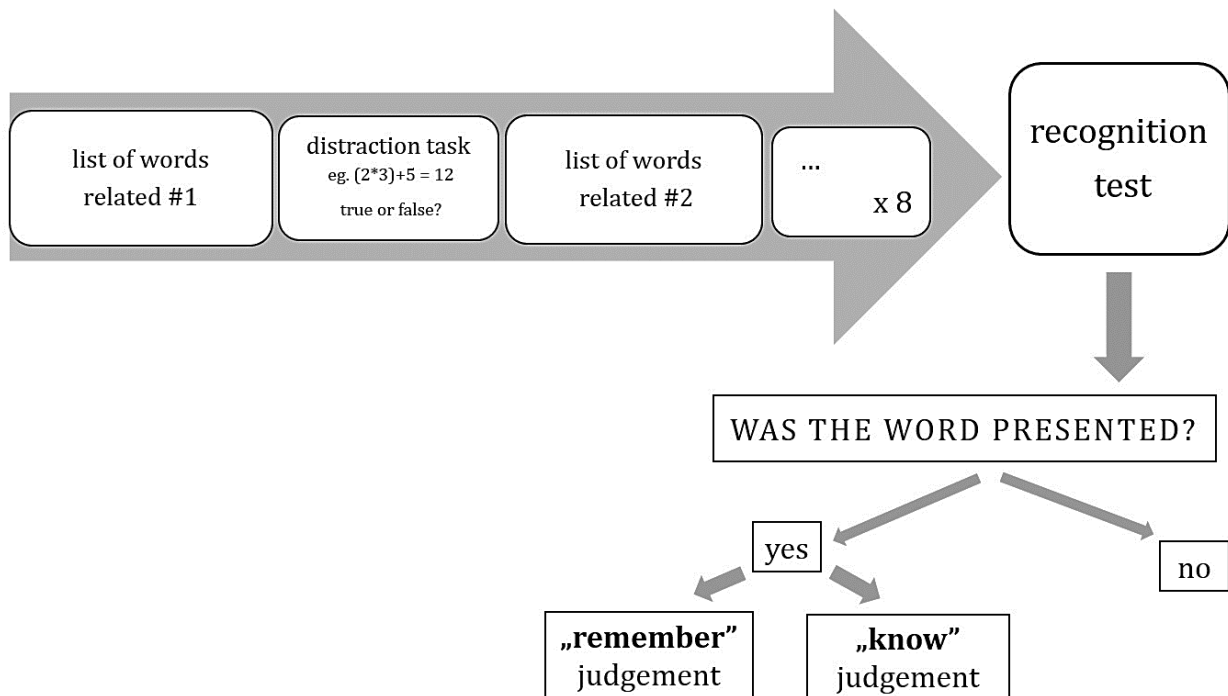 list of words
related #1
distraction task
eg. (2*3)+5 = 12
true or false?
list of words
related #2
...
x 8
recognition
test
WAS THE WORD PRESENTED?
yes
no
„remember”
judgement
„know”
judgement